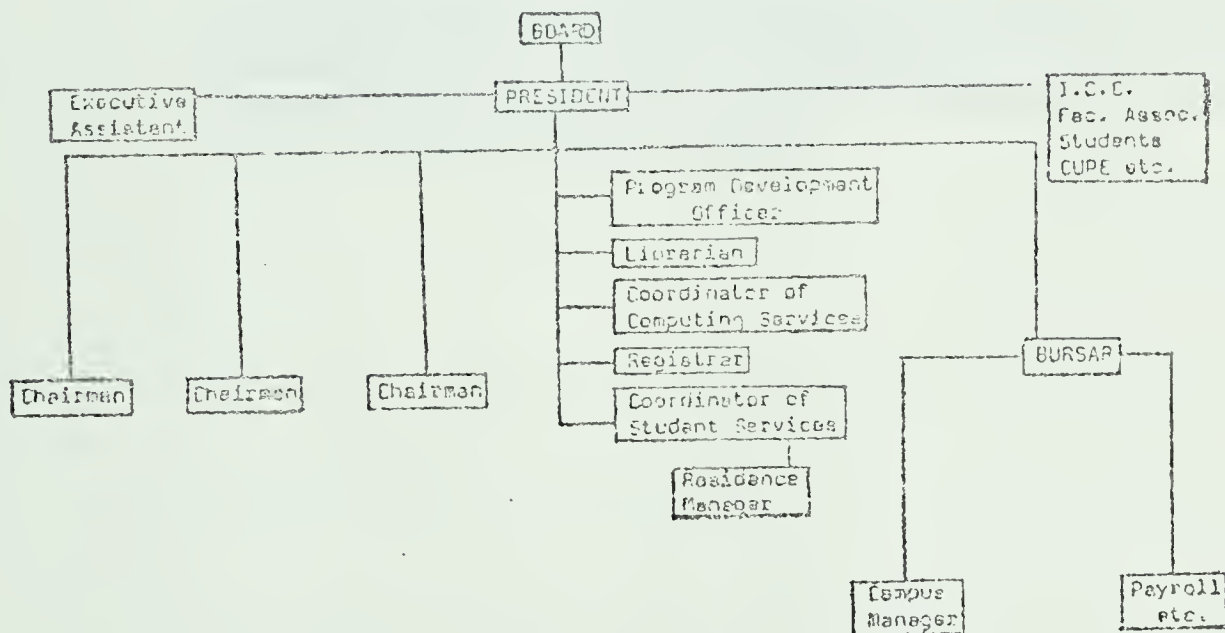 BOARD
PRESIDENT
Executive
Assistant
I.C.C.
Fac. Assoc.
Students
CUPE etc.
Program Development
Officer
Librarian
Coordinator of
Computing Services
Registrar
BURSAR
Chairman
Chairman
Chairman
Coordinator of
Student Services
Residence
Manager
Campus
Manager
Payroll
etc.